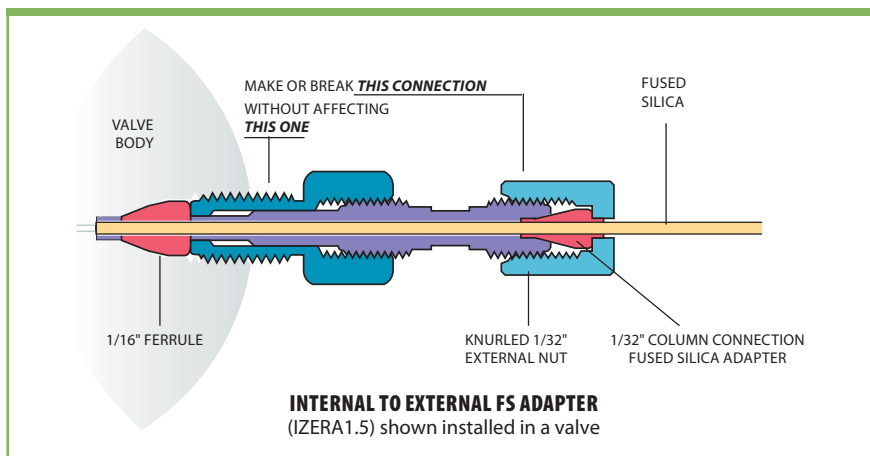 MAKE OR BREAK THIS CONNECTION
WITHOUT AFFECTING
THIS ONE
FUSED
SILICA
VALVE
BODY
1/16" FERRULE
KNURLED 1/32"
EXTERNAL NUT
1/32" COLUMN CONNECTION
FUSED SILICA ADAPTER
INTERNAL TO EXTERNAL FS ADAPTER
(IZERA1.5) shown installed in a valve